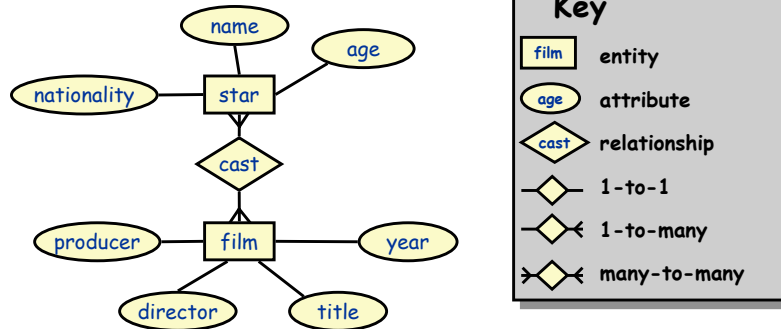 name
age
nationality
star
cast
producer
film
year
director
title
Key
film
entity
age
attribute
cast
relationship
1-to-1
1-to-many
many-to-many